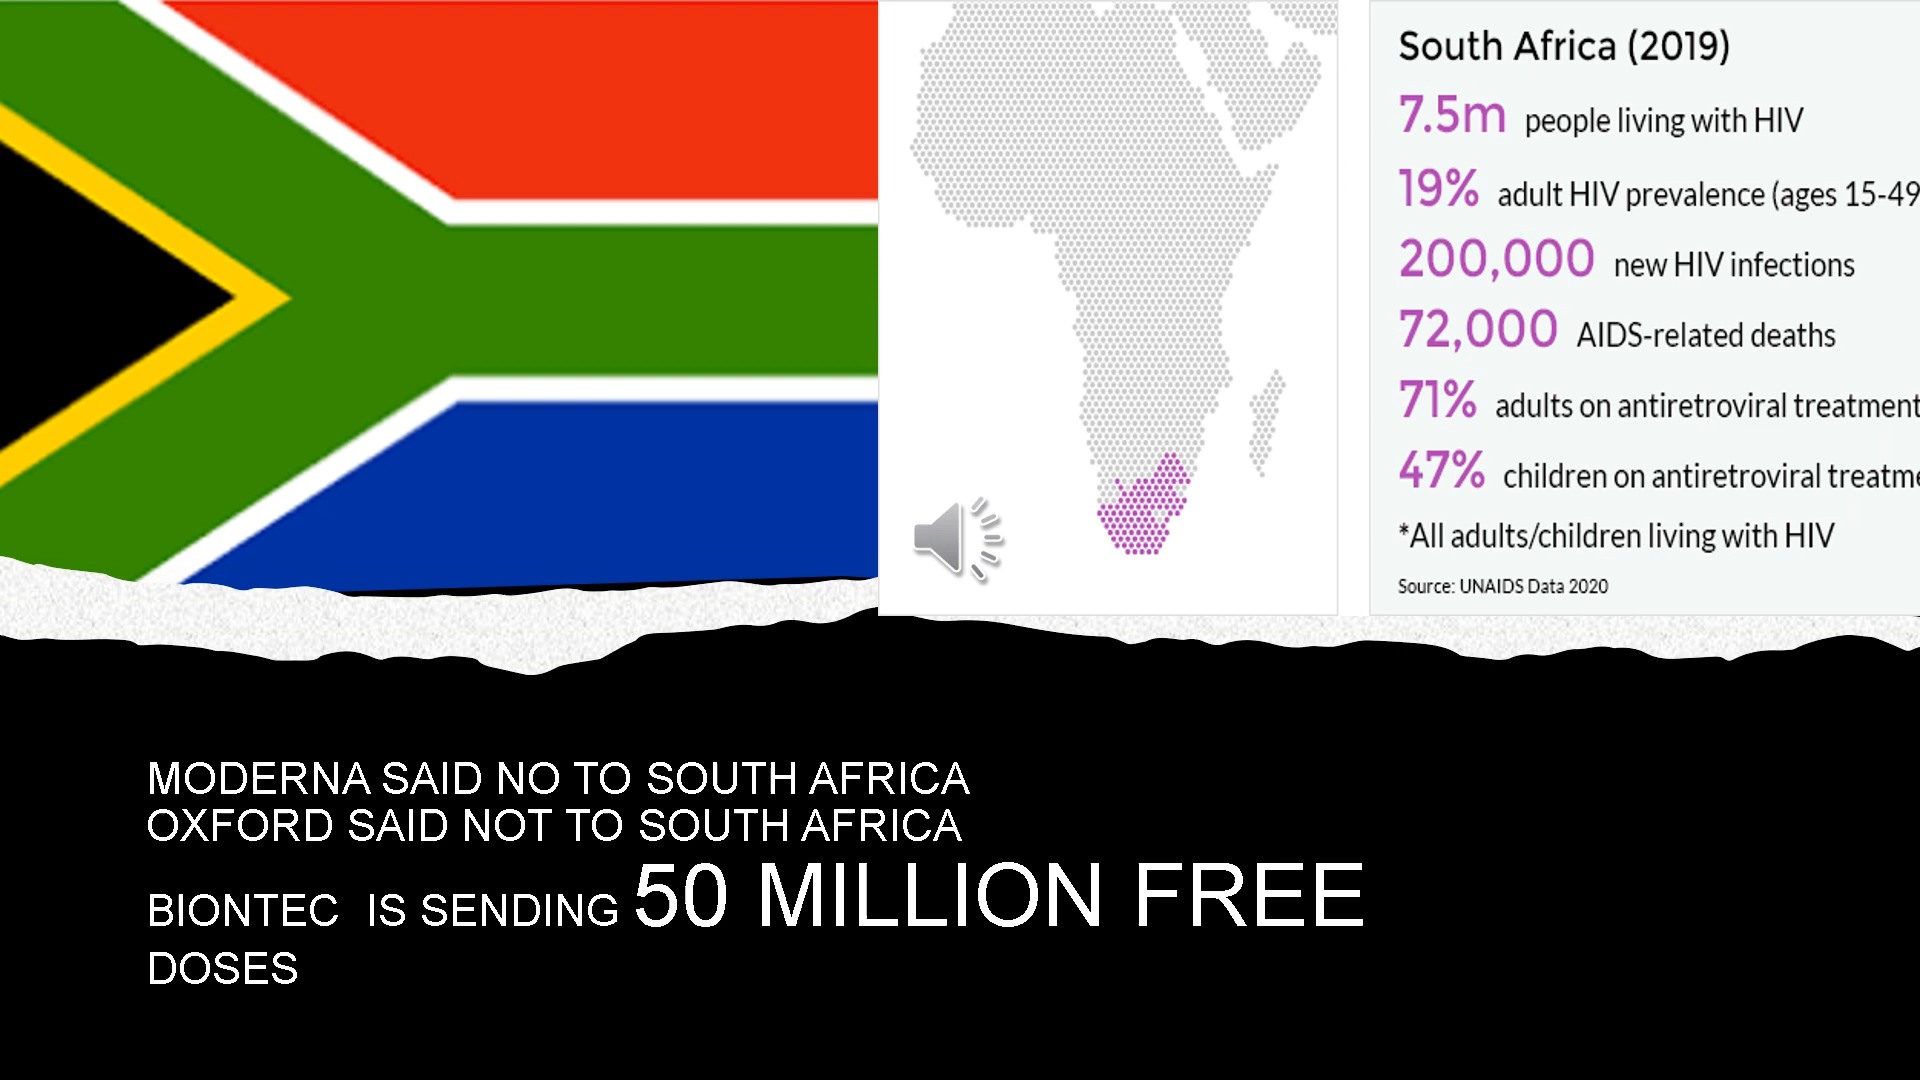 South Africa (2019)
7.5m people living with HIV
19% adult HIV prevalence (ages 15-49
200,000 new HIV infections
72,000 AIDS-related deaths
71% adults on antiretroviral treatment
47% children on antiretroviral treatme
*All adults/children living with HIV
Source: UNAIDS Data 2020
MODERNA SAID NO TO SOUTH AFRICA
OXFORD SAID NOT TO SOUTH AFRICA
BIONTEC IS SENDING 50 MILLION FREE
DOSES